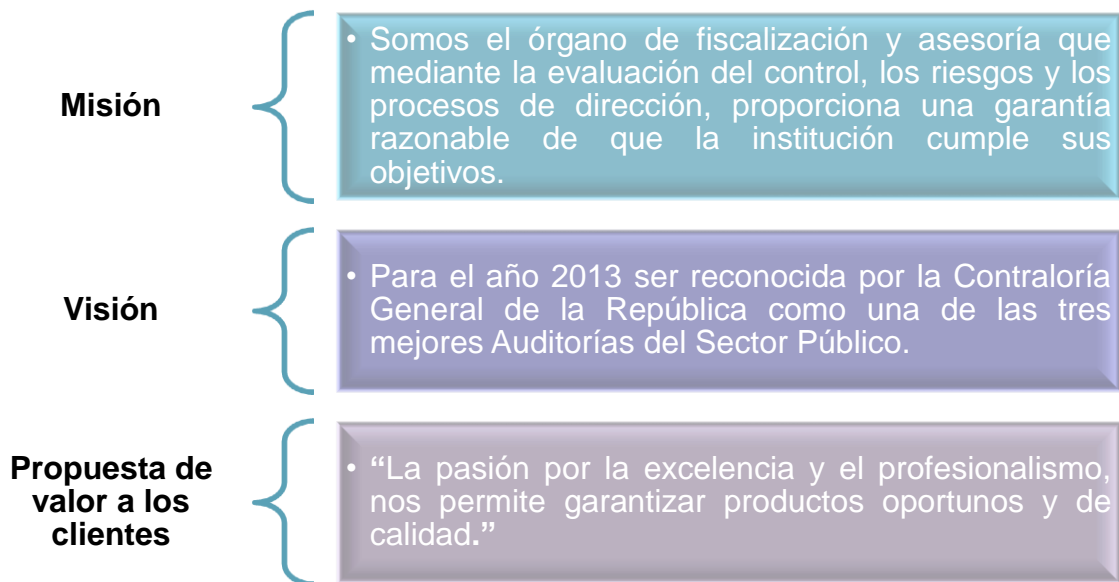 Misión
• Somos el órgano de fiscalización y asesoría que
mediante la evaluación del control, los riesgos y los
procesos de dirección, proporciona una garantía
razonable de que la institución cumple sus
objetivos.
Visión
• Para el año 2013 ser reconocida por la Contraloría
General de la República como una de las tres
mejores Auditorías del Sector Público.
Propuesta de
valor a los
clientes
• “La pasión por la excelencia y el profesionalismo,
nos permite garantizar productos oportunos y de
calidad.”